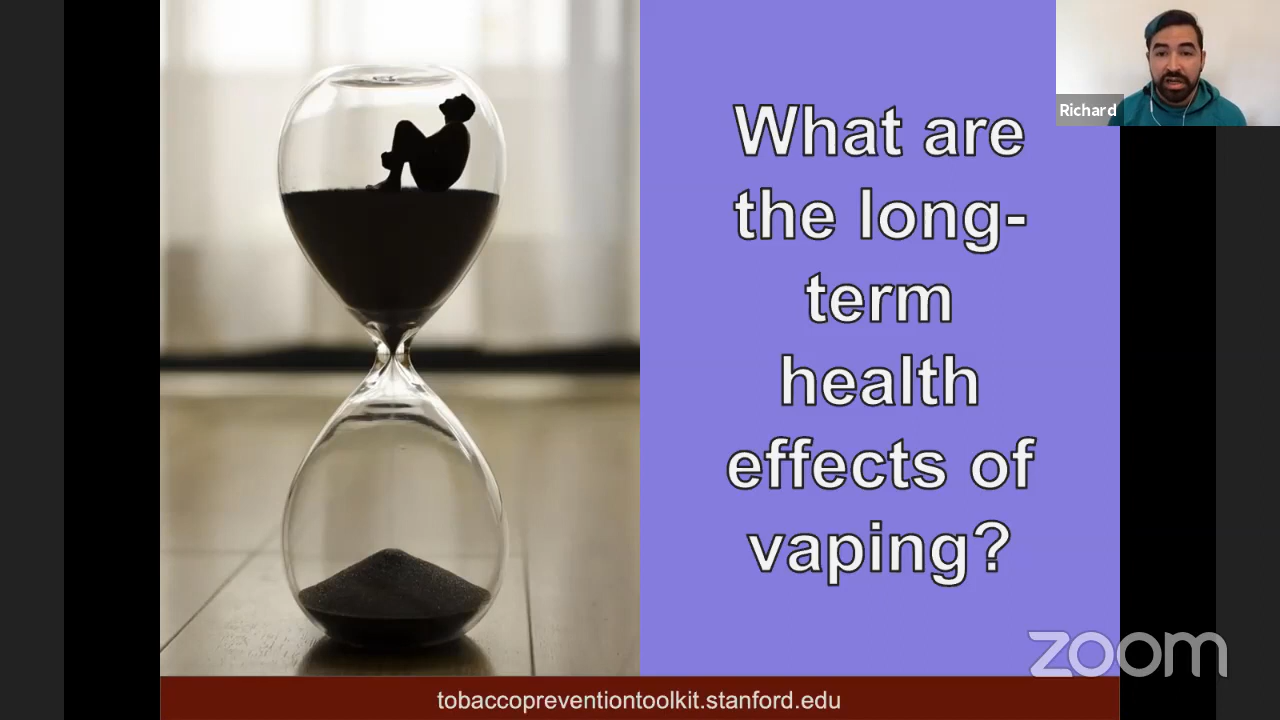 What are
the long-
term
health
effects of
vaping?
Richard
zoom
tobaccopreventiontoolkit.stanford.edu